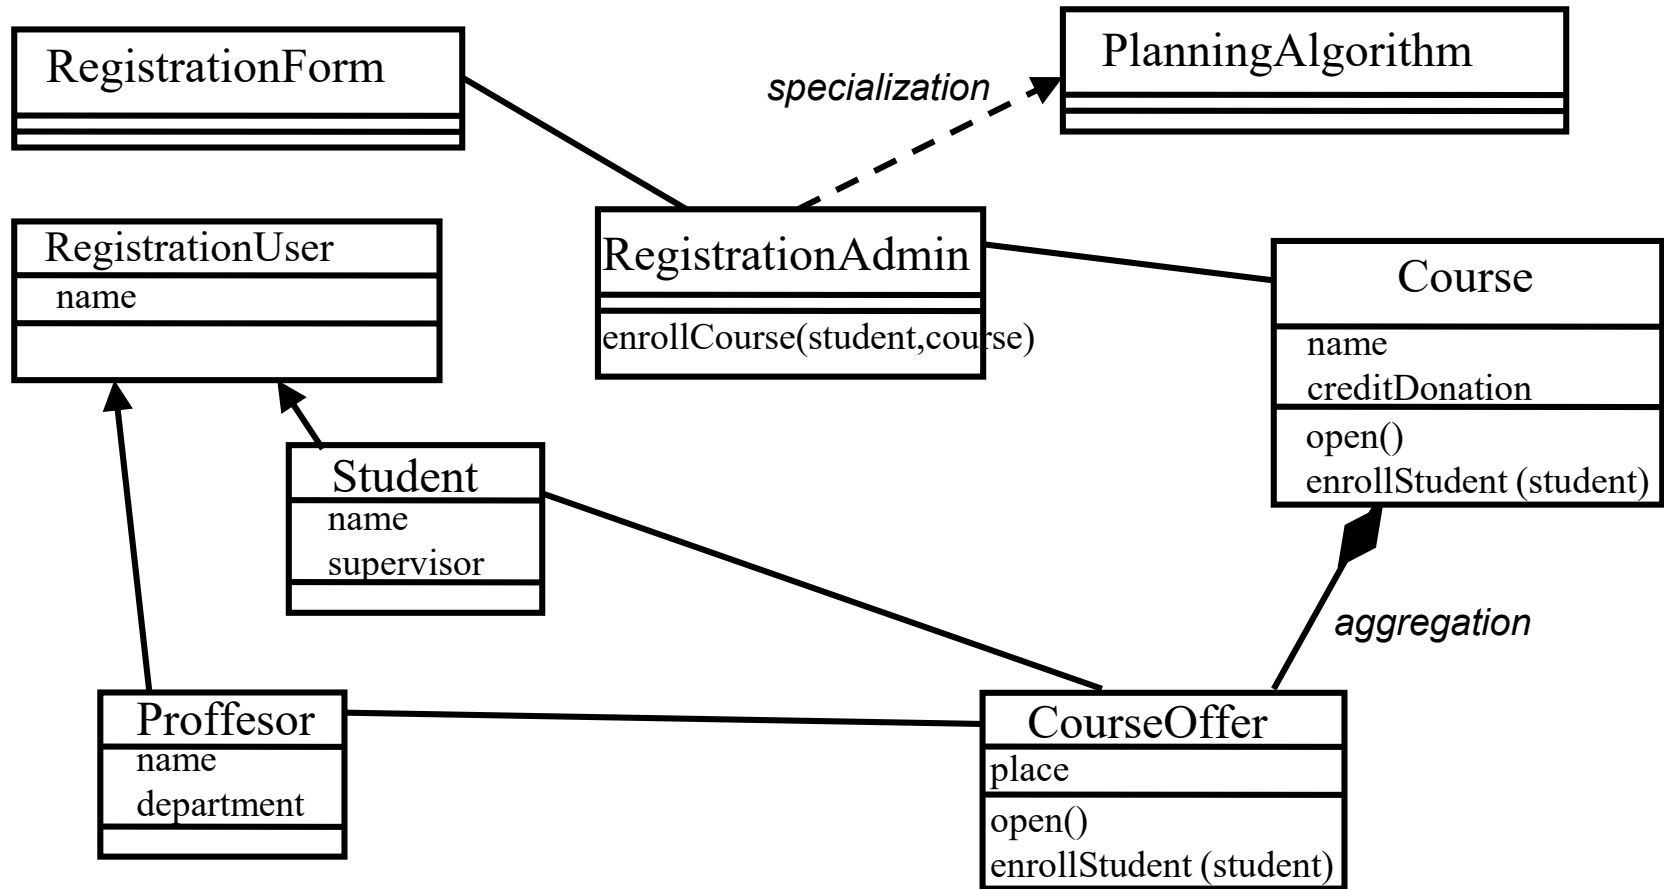 RegistrationForm
PlanningAlgorithm
specialization
RegistrationUser
name
RegistrationAdmin
enrollCourse(student,course)
Course
name
creditDonation
open()
enrollStudent (student)
Student
name
supervisor
aggregation
Proffesor
name
department
CourseOffer
place
open()
enrollStudent (student)